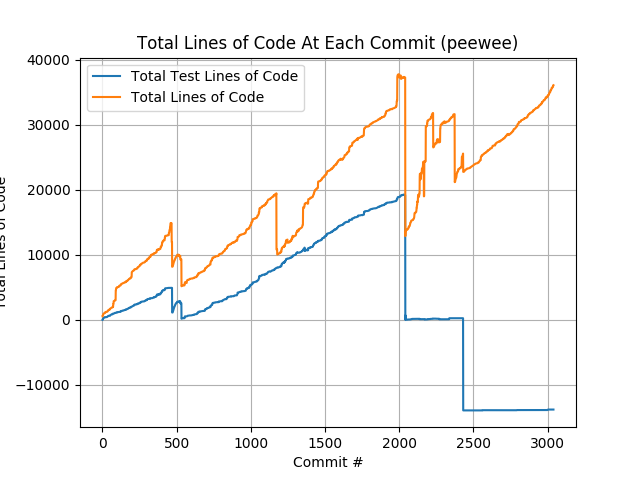 Total Lines of Code At Each Commit (peewee)
Total Test Lines of Code
Total Lines of Code
40000
30000
20000
10000
0
−10000
Total Lines of Code
0 500 1000 1500 2000 2500 3000
Commit #